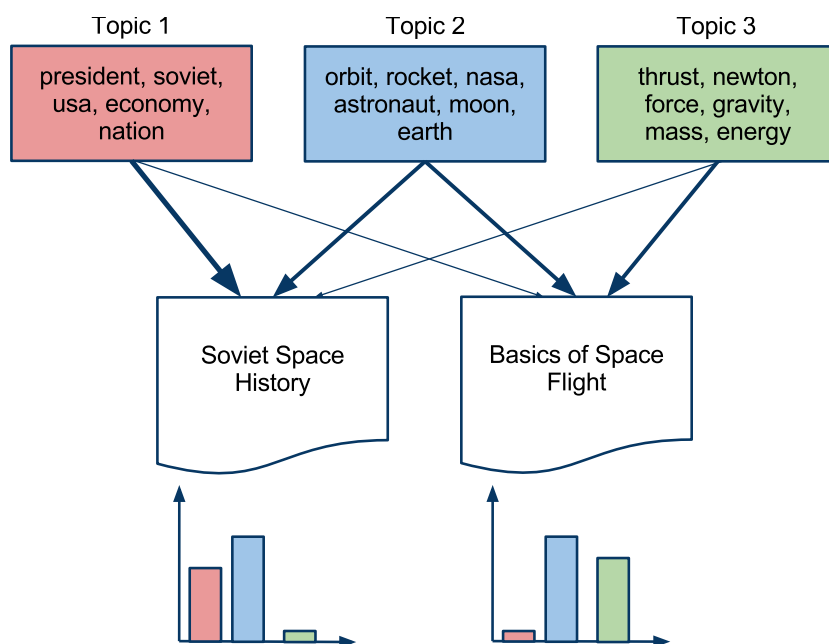 Topic 1
Topic 2
Topic 3
president, soviet,
usa, economy,
nation
orbit, rocket, nasa,
astronaut, moon,
earth
thrust, newton,
force, gravity,
mass, energy
Soviet Space
History
Basics of Space
Flight